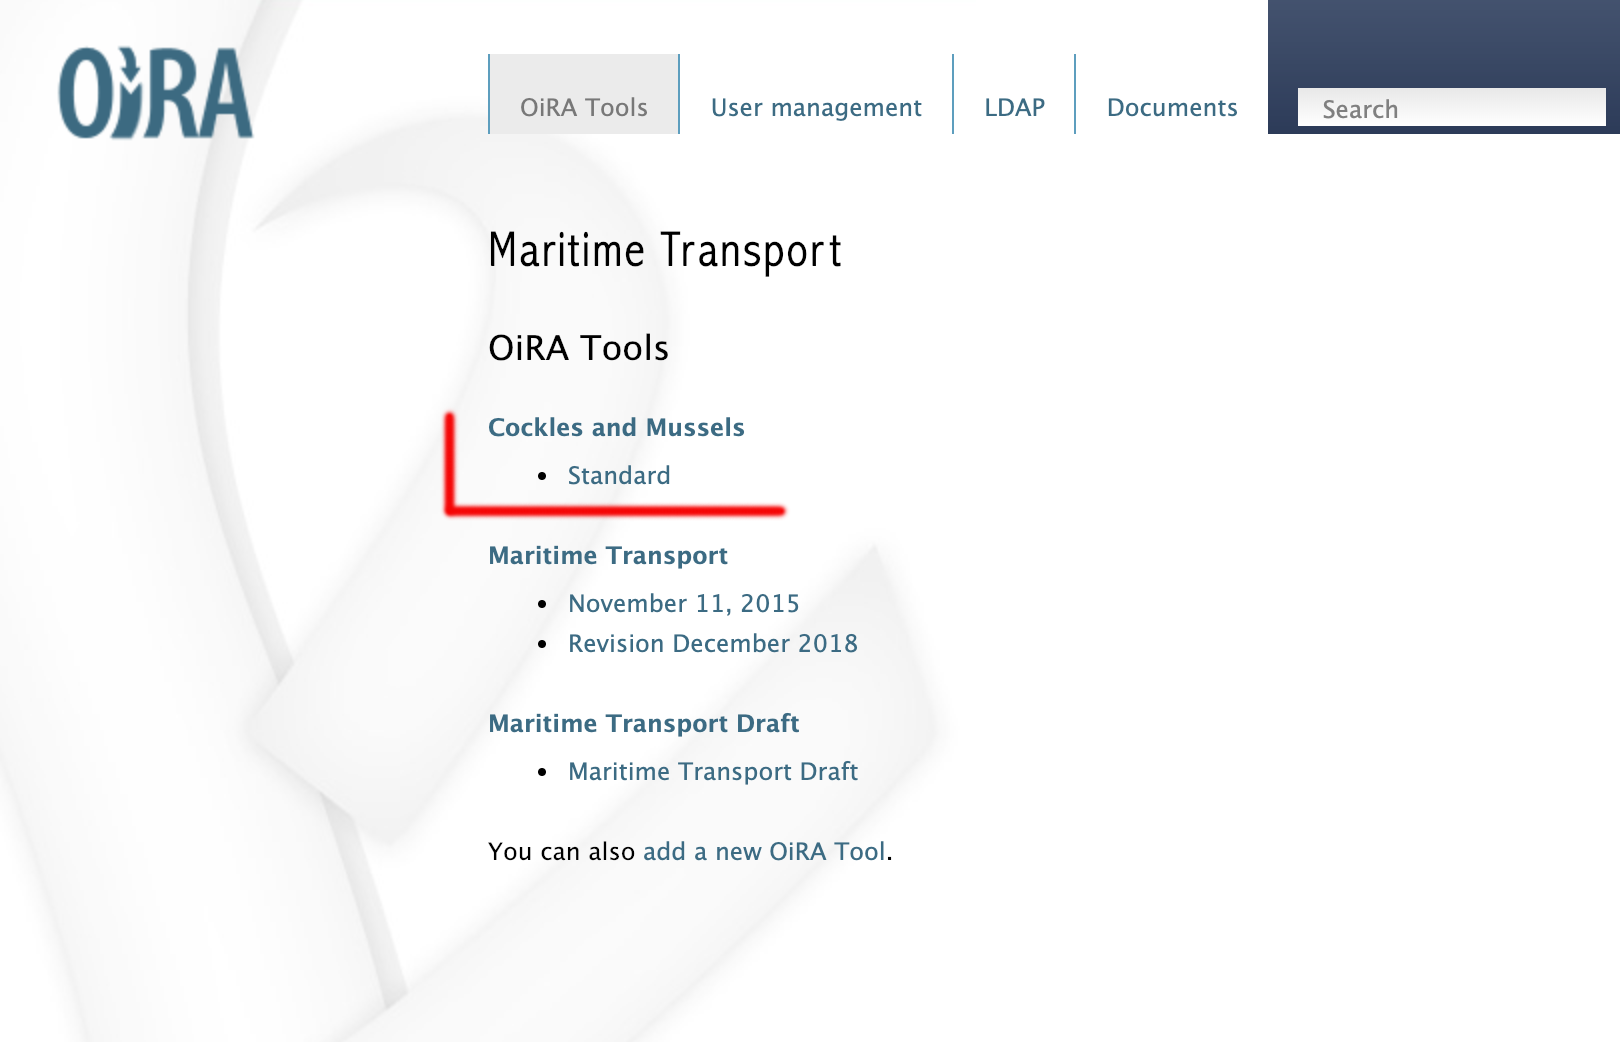 OiRA
OiRA Tools
User management
LDAP
Documents
Search
Maritime Transport
OiRA Tools
Cockles and Mussels
• Standard
Maritime Transport
• November 11, 2015
• Revision December 2018
Maritime Transport Draft
• Maritime Transport Draft
You can also add a new OiRA Tool.